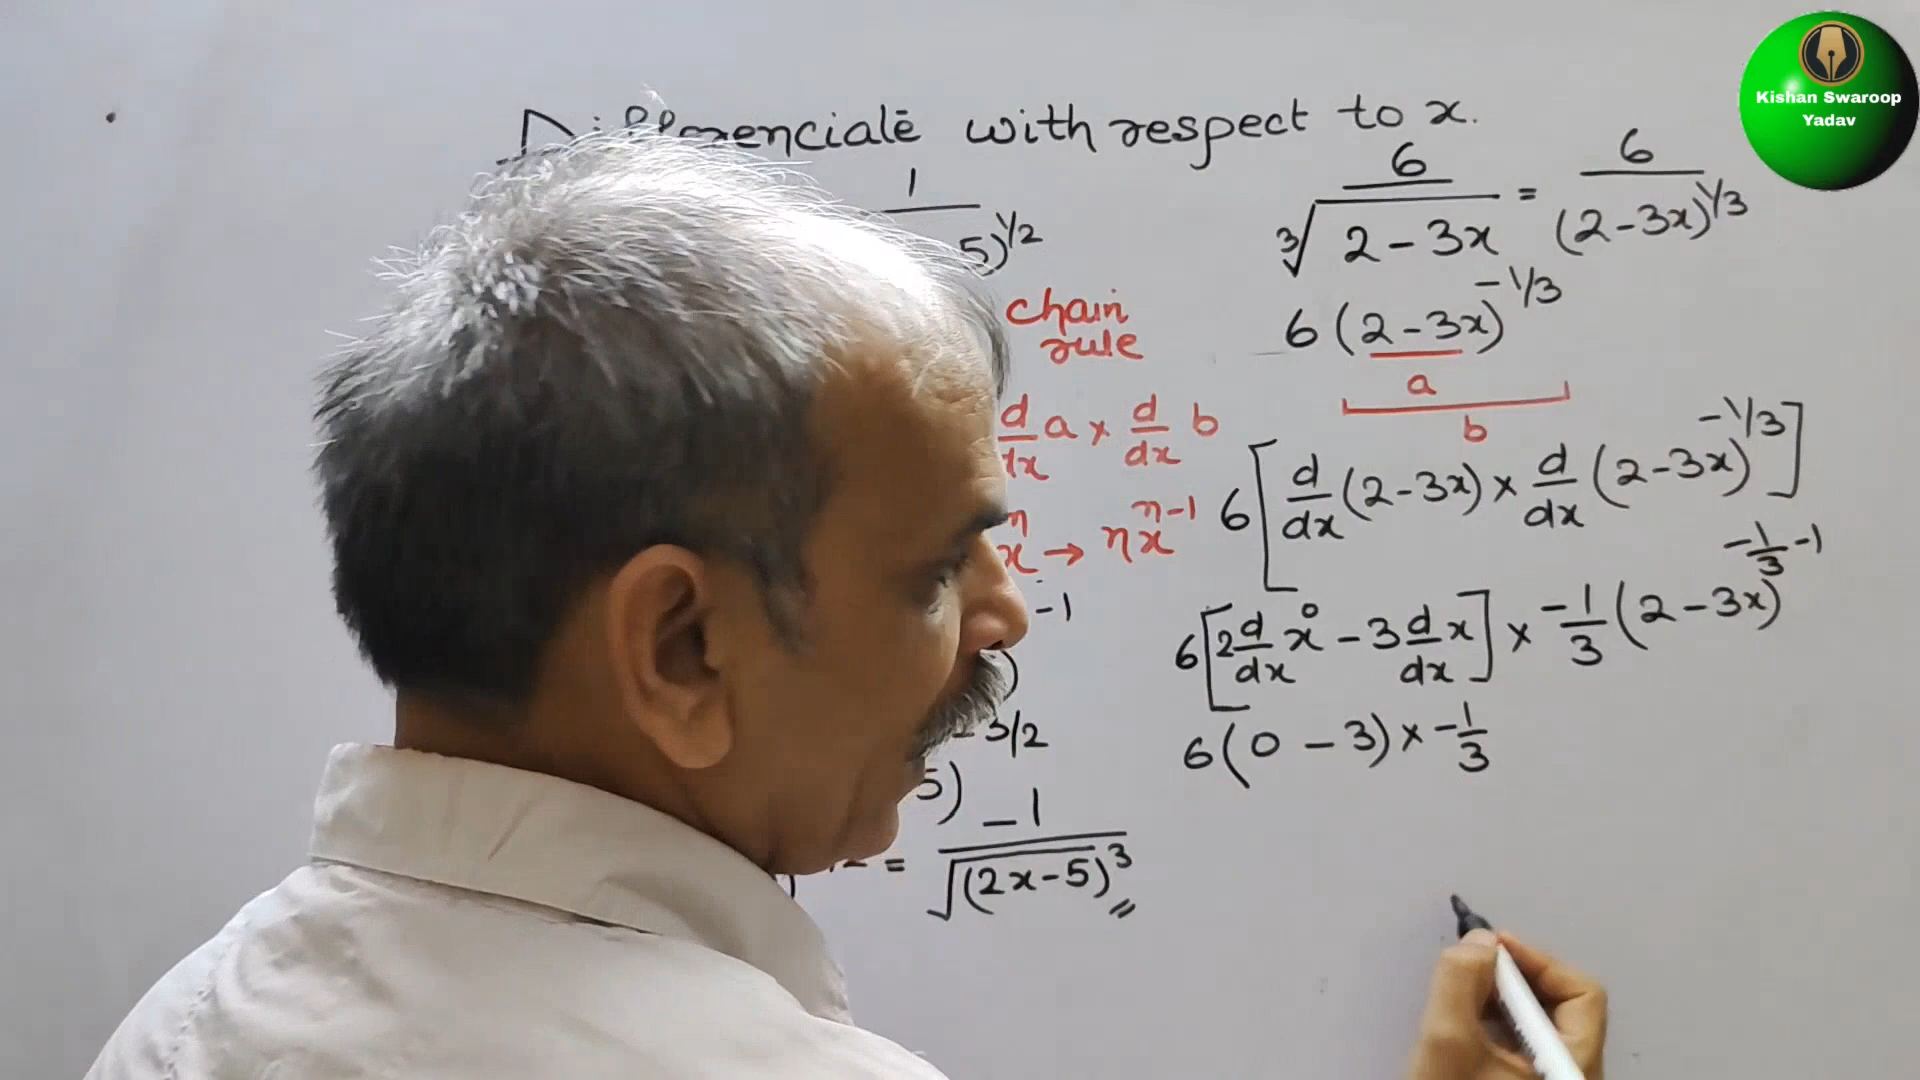 Differenciate with respect to x.
1
5)^1/2
chain
rule
d/dx a × d/dx b
x^n → nx^n-1
-1
)
-3/2
5)
= -1/√(2x-5)^3
6/∛2-3x = 6/(2-3x)^1/3
6(2-3x)^-1/3
a
b
6[d/dx(2-3x)×d/dx(2-3x)^-1/3]
6[2d/dx x^0 -3 d/dx x]× -1/3(2-3x)^-1/3-1
6(0-3)× -1/3
Kishan Swaroop
Yadav